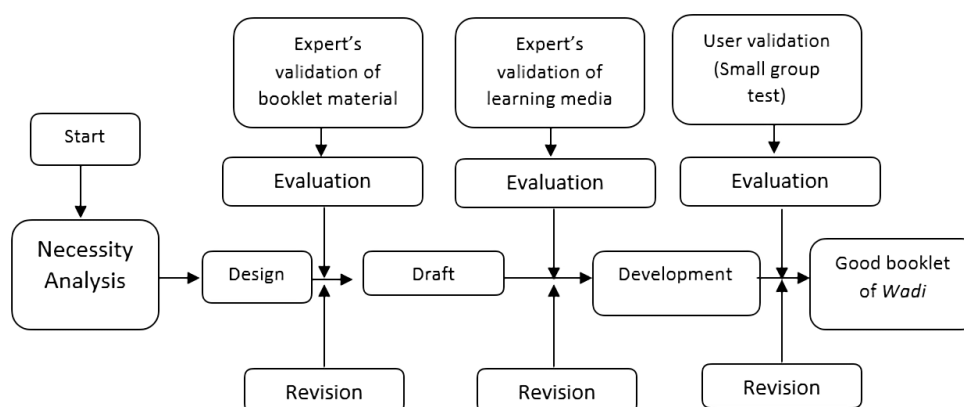 Expert’s
validation of
booklet material
Expert’s
validation of
learning media
User validation
(Small group
test)
Start
Evaluation
Evaluation
Evaluation
Necessity
Analysis
Design
Draft
Development
Good booklet
of Wadi
Revision
Revision
Revision